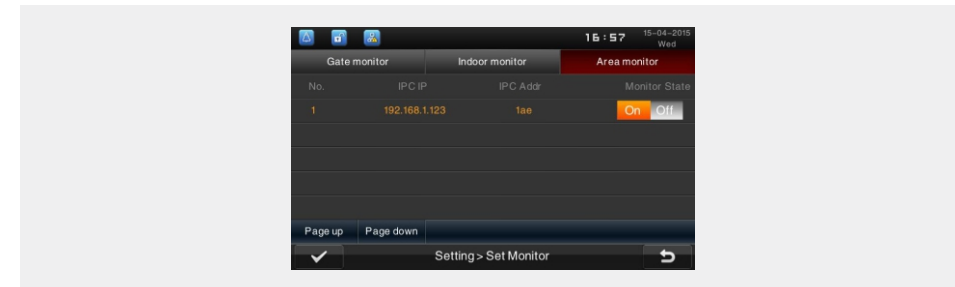 16:57 15-04-2015
Wed
Gate monitor Indoor monitor Area monitor
No. IPC IP IPC Addr Monitor State
1 192.168.1.123 1ae On Off
Page up Page down
Setting > Set Monitor